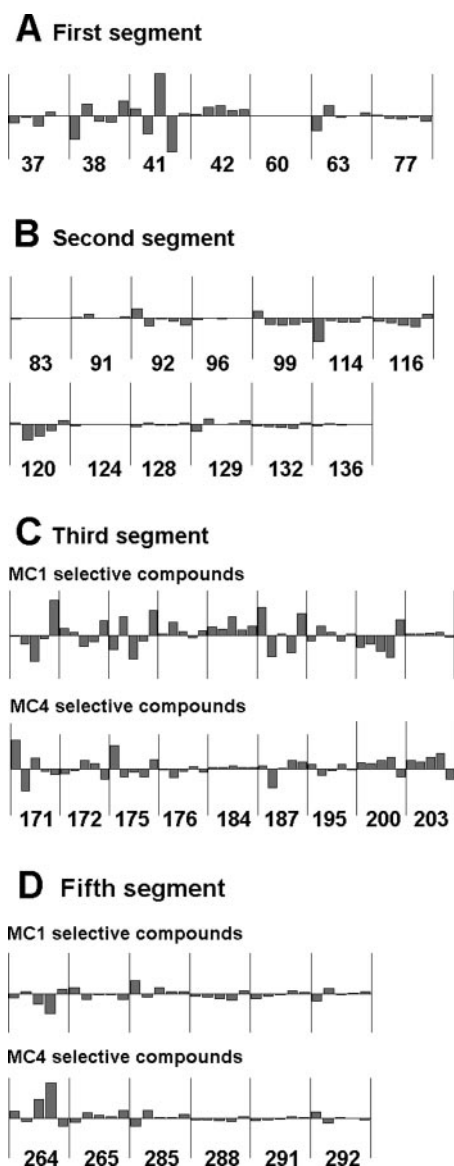 A First segment
37 38 41 42 60 63 77
B Second segment
83 91 92 96 99 114 116
120 124 128 129 132 136
C Third segment
MC1 selective compounds
MC4 selective compounds
171 172 175 176 184 187 195 200 203
D Fifth segment
MC1 selective compounds
MC4 selective compounds
264 265 285 288 291 292